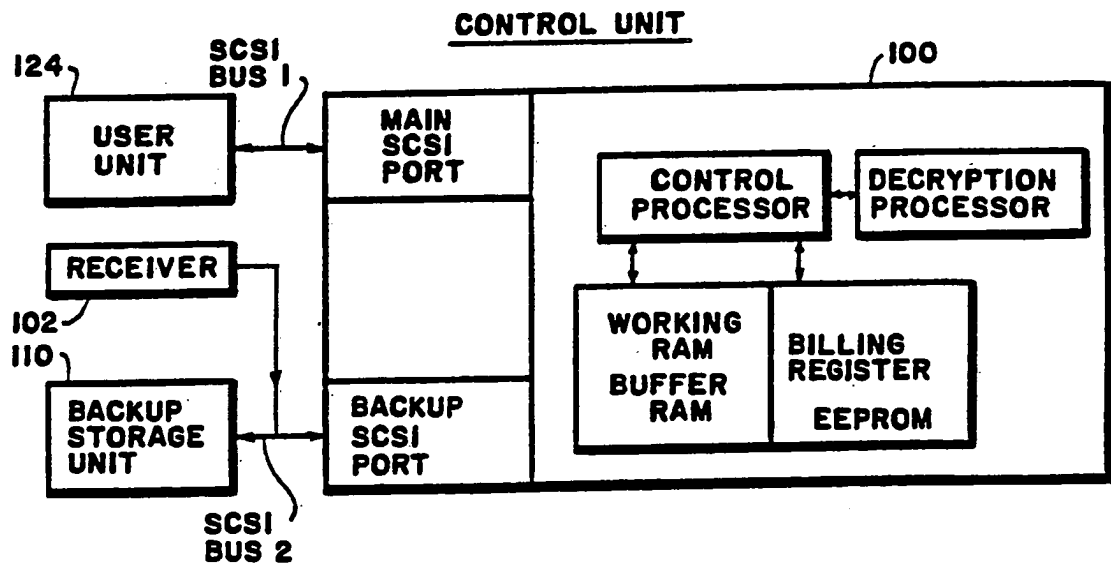 CONTROL UNIT
100
124
SCSI
BUS 1
USER
UNIT
MAIN
SCSI
PORT
CONTROL
PROCESSOR
DECRYPTION
PROCESSOR
RECEIVER
102
WORKING
RAM
BUFFER
RAM
BILLING
REGISTER
EEPROM
110
BACKUP
STORAGE
UNIT
BACKUP
SCSI
PORT
SCSI
BUS 2